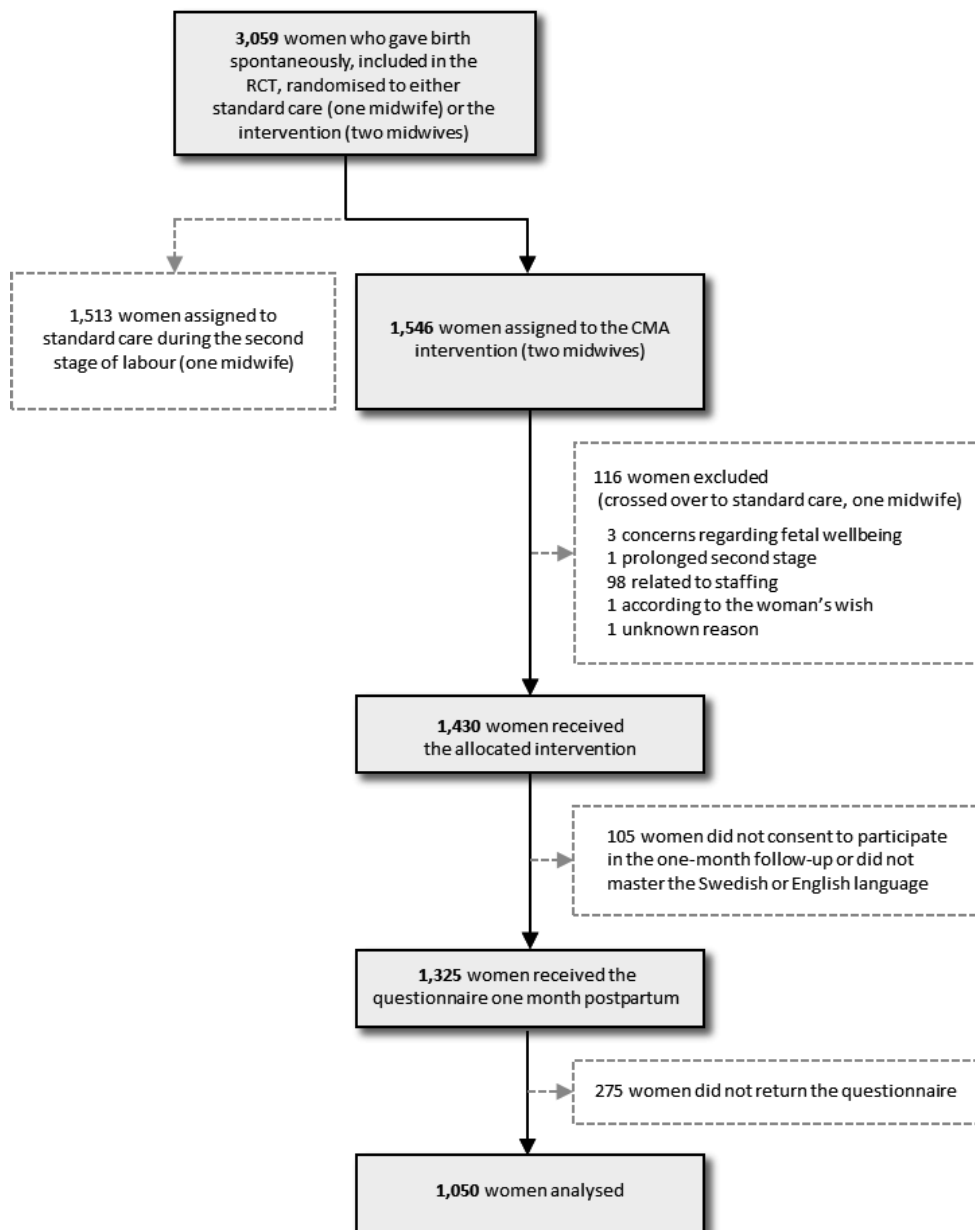 3,059 women who gave birth
spontaneously, included in the
RCT, randomised to either
standard care (one midwife) or the
intervention (two midwives)
1,513 women assigned to
standard care during the second
stage of labour (one midwife)
1,546 women assigned to the CMA
intervention (two midwives)
116 women excluded
(crossed over to standard care, one midwife)
3 concerns regarding fetal wellbeing
1 prolonged second stage
98 related to staffing
1 according to the woman’s wish
1 unknown reason
1,430 women received
the allocated intervention
105 women did not consent to participate
in the one-month follow-up or did not
master the Swedish or English language
1,325 women received the
questionnaire one month postpartum
275 women did not return the questionnaire
1,050 women analysed